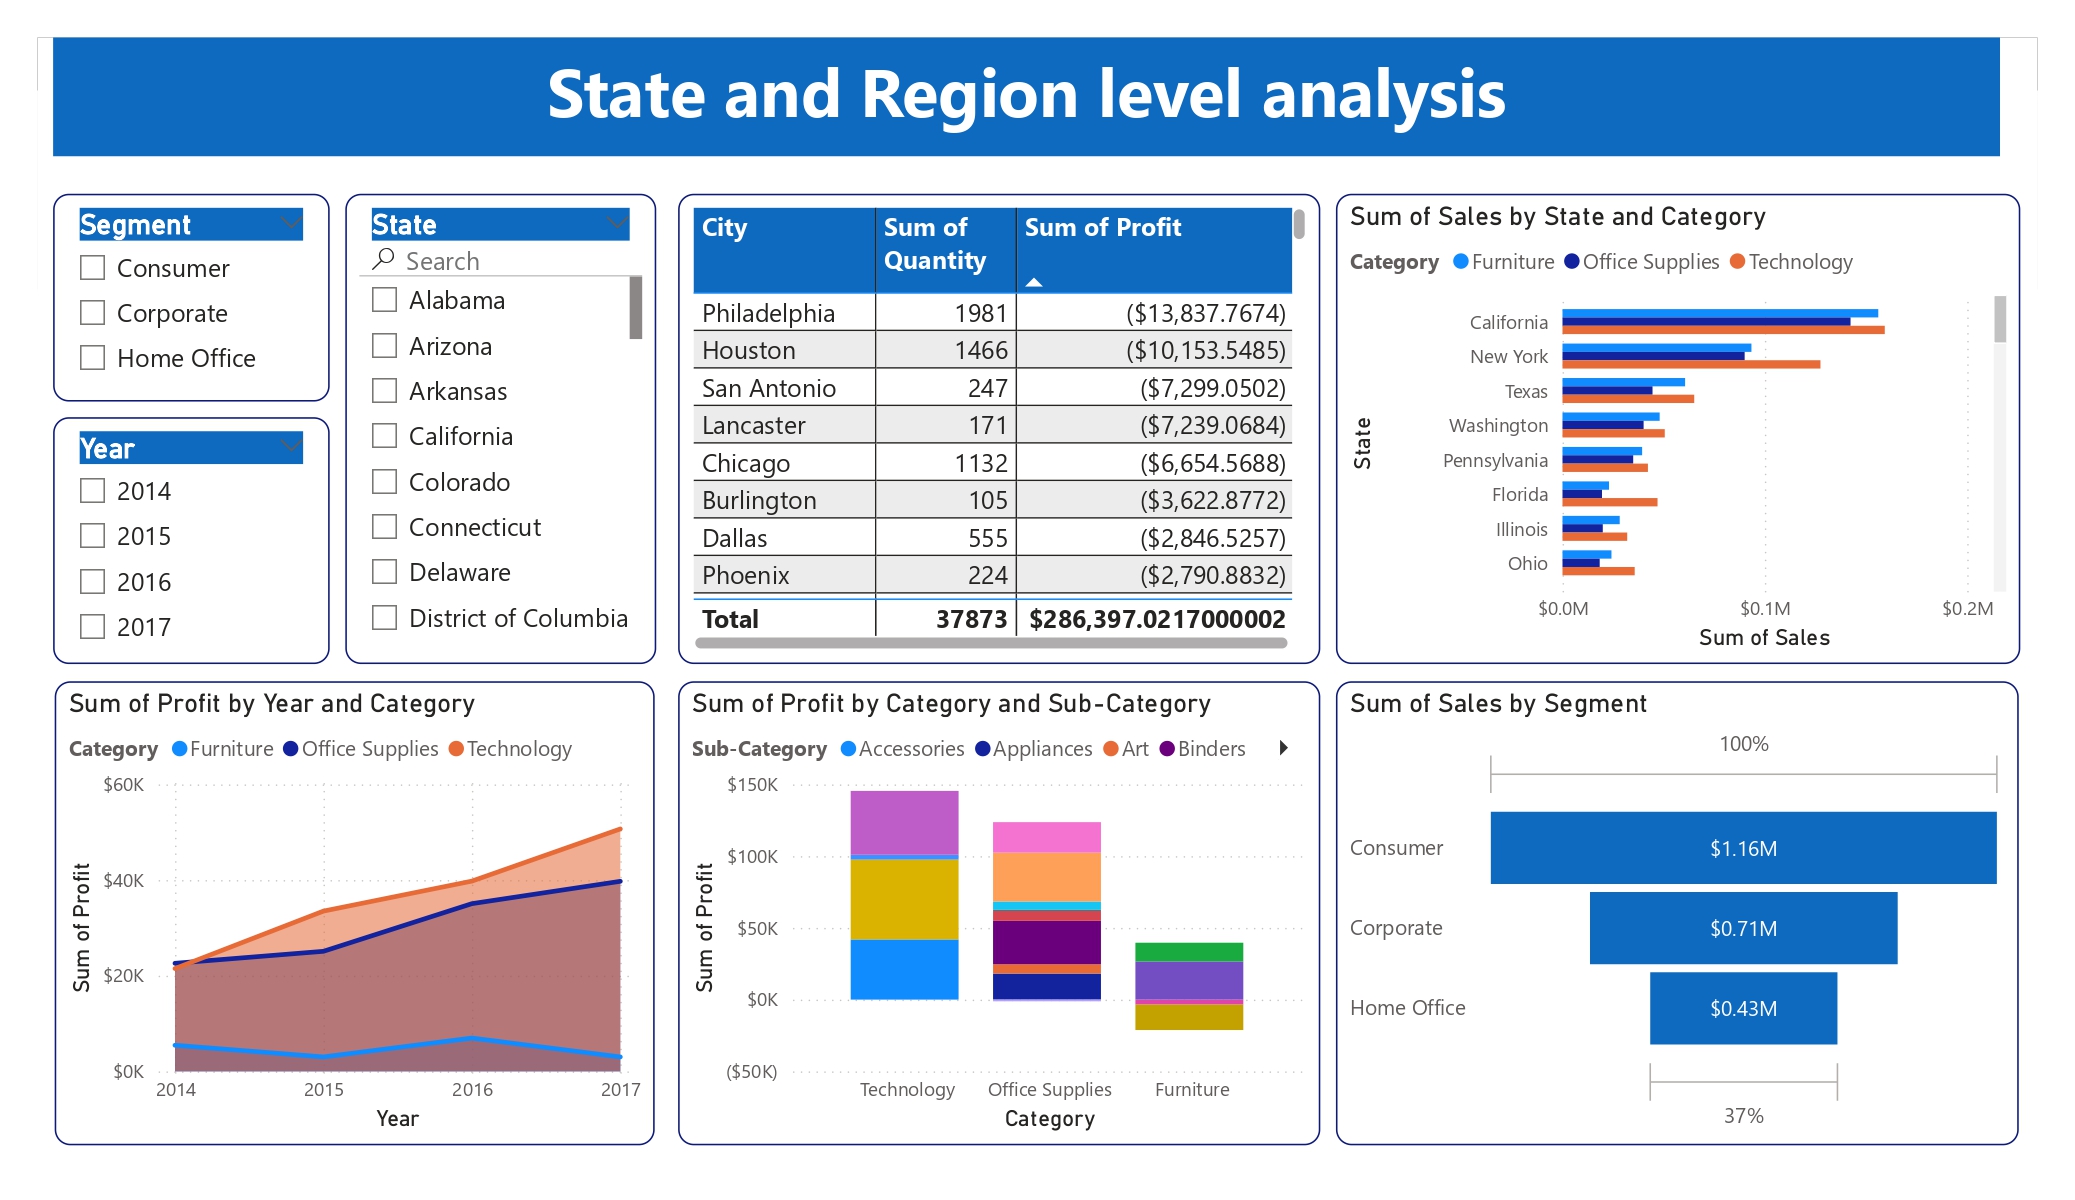 State and Region level analysis
Segment
Consumer
Corporate
Home Office
Year
2014
2015
2016
2017
State
Search
Alabama
Arizona
Arkansas
California
Colorado
Connecticut
Delaware
District of Columbia
City Sum of Quantity Sum of Profit
Philadelphia 1981 ($13,837.7674)
Houston 1466 ($10,153.5485)
San Antonio 247 ($7,299.0502)
Lancaster 171 ($7,239.0684)
Chicago 1132 ($6,654.5688)
Burlington 105 ($3,622.8772)
Dallas 555 ($2,846.5257)
Phoenix 224 ($2,790.8832)
Total 37873 $286,397.0217000002
Sum of Sales by State and Category
Category Furniture Office Supplies Technology
State
California
New York
Texas
Washington
Pennsylvania
Florida
Illinois
Ohio
$0.0M $0.1M $0.2M
Sum of Sales
Sum of Profit by Year and Category
Category Furniture Office Supplies Technology
Sum of Profit
$60K
$40K
$20K
$0K
2014 2015 2016 2017
Year
Sum of Profit by Category and Sub-Category
Sub-Category Accessories Appliances Art Binders
Sum of Profit
$150K
$100K
$50K
$0K
($50K)
Technology Office Supplies Furniture
Category
Sum of Sales by Segment
100%
Consumer $1.16M
Corporate $0.71M
Home Office $0.43M
37%